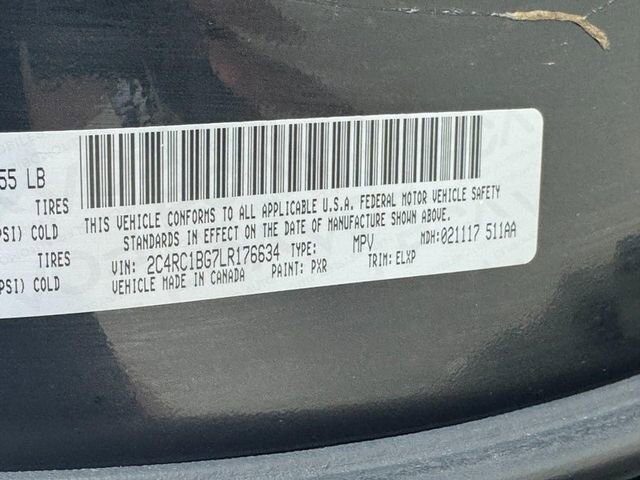 55 LB
TIRES
PSI) COLD
TIRES
PSI) COLD
THIS VEHICLE CONFORMS TO ALL APPLICABLE U.S.A. FEDERAL MOTOR VEHICLE SAFETY
STANDARDS IN EFFECT ON THE DATE OF MANUFACTURE SHOWN ABOVE.
VIN: 2C4RC1BG7LR176634 TYPE: MPV MDH:021117 511AA
VEHICLE MADE IN CANADA PAINT: PXR TRIM:ELXP